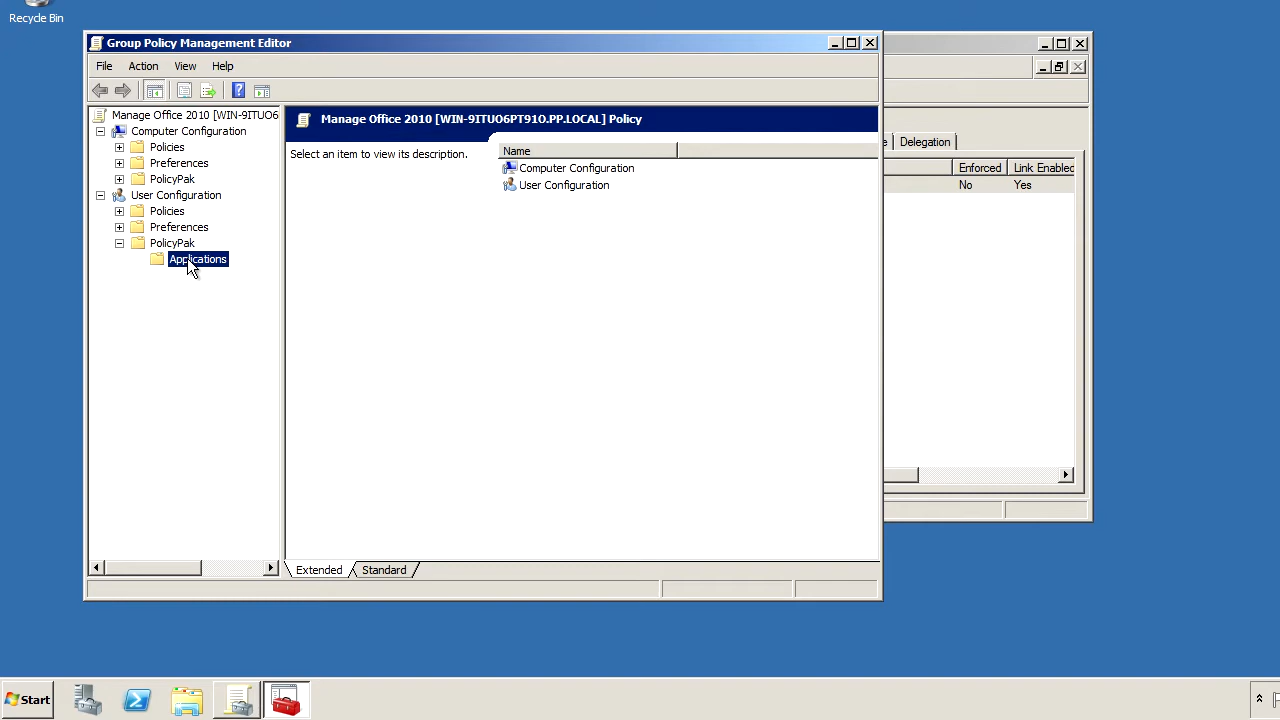 Recycle Bin
Group Policy Management Editor
File Action View Help
Manage Office 2010 [WIN-9ITUO6
Computer Configuration
Policies
Preferences
PolicyPak
User Configuration
Policies
Preferences
PolicyPak
Applications
Manage Office 2010 [WIN-9ITUO6PT91O.PP.LOCAL] Policy
Select an item to view its description.
Name
Computer Configuration
User Configuration
Extended Standard
Delegation
Enforced Link Enabled
No Yes
Start